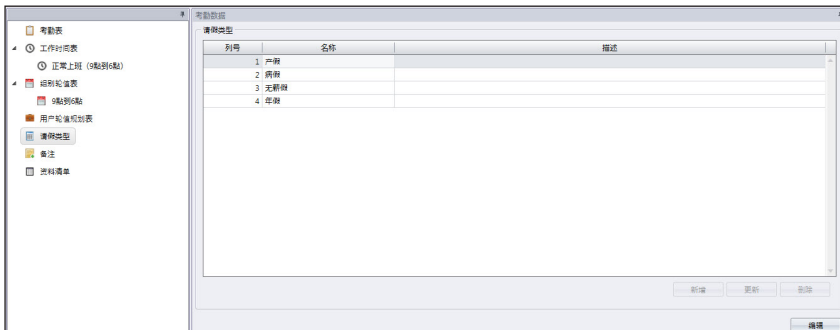 考勤表
工作时间表
正常上班（9點到6點）
组别轮值表
9點到6點
用户轮值规划表
请假类型
备注
资料清单
考勤数据
请假类型
列号 名称 描述
1 产假
2 病假
3 无薪假
4 年假
新增 更新 删除
编辑